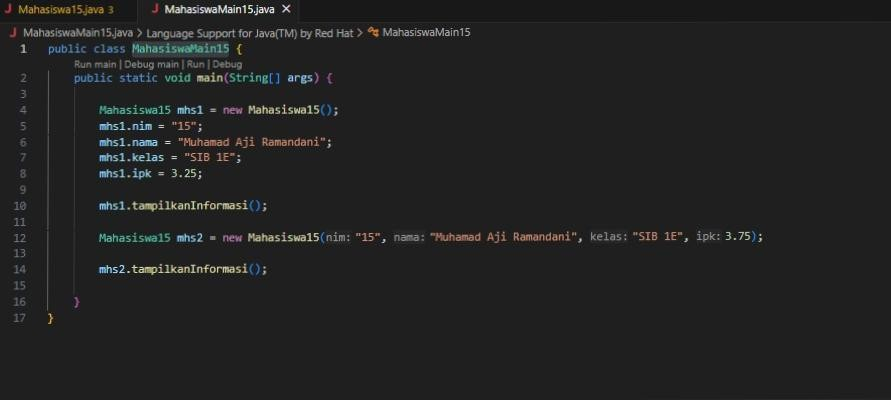 Mahasiswa15.java 3 MahasiswaMain15.java ×
MahasiswaMain15.java > Language Support for Java(TM) by Red Hat > MahasiswaMain15
1 public class MahasiswaMain15 {
Run main | Debug main | Run | Debug
2 public static void main(String[] args) {
3
4 Mahasiswa15 mhs1 = new Mahasiswa15();
5 mhs1.nim = "15";
6 mhs1.nama = "Muhamad Aji Ramandani";
7 mhs1.kelas = "SIB 1E";
8 mhs1.ipk = 3.25;
9
10 mhs1.tampilkanInformasi();
11
12 Mahasiswa15 mhs2 = new Mahasiswa15(nim: "15", nama: "Muhamad Aji Ramandani", kelas: "SIB 1E", ipk: 3.75);
13
14 mhs2.tampilkanInformasi();
15
16 }
17 }